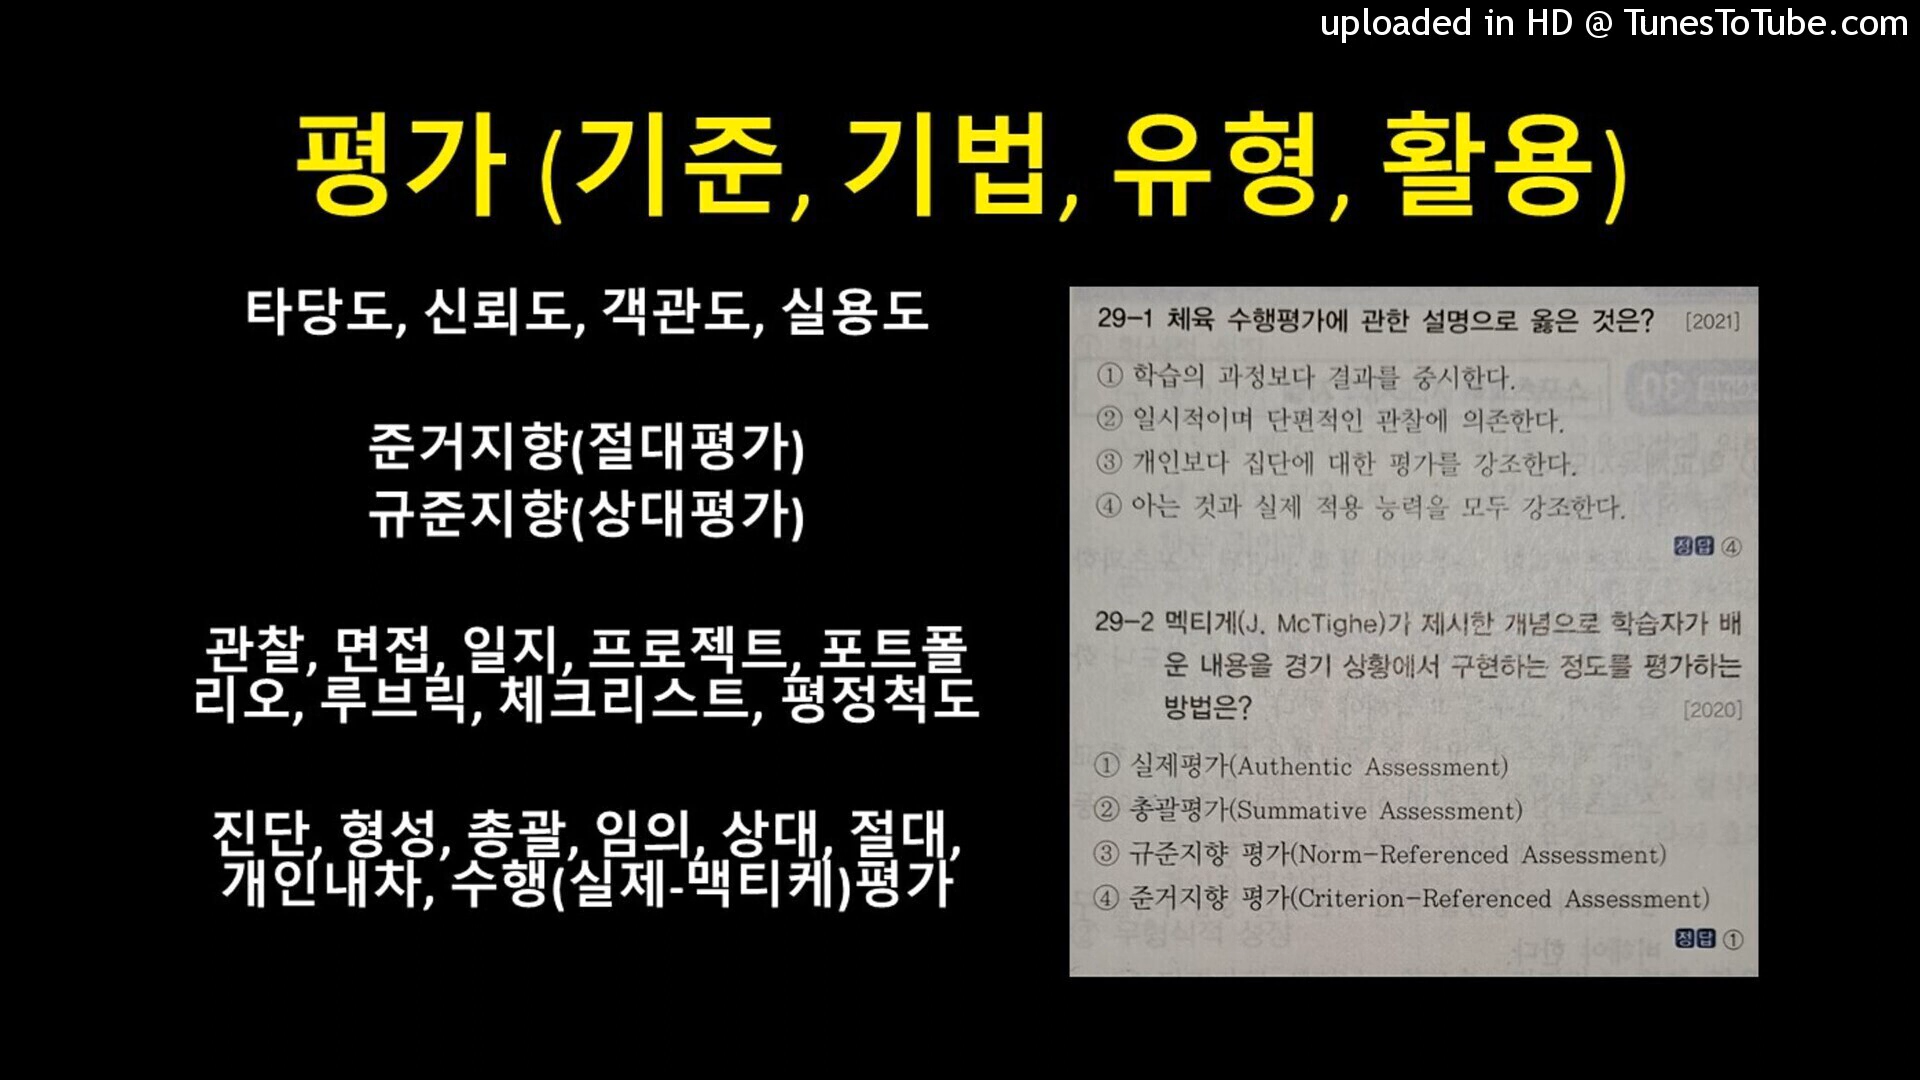 uploaded in HD @ TunesToTube.com
평가 (기준, 기법, 유형, 활용)
타당도, 신뢰도, 객관도, 실용도
준거지향(절대평가)
규준지향(상대평가)
관찰, 면접, 일지, 프로젝트, 포트폴
리오, 루브릭, 체크리스트, 평정척도
진단, 형성, 총괄, 임의, 상대, 절대,
개인내차, 수행(실제-맥티케)평가
29-1 체육 수행평가에 관한 설명으로 옳은 것은? [2021]
① 학습의 과정보다 결과를 중시한다.
② 일시적이며 단편적인 관찰에 의존한다.
③ 개인보다 집단에 대한 평가를 강조한다.
④ 아는 것과 실제 적용 능력을 모두 강조한다.
정답 ④
29-2 멕티게(J. McTighe)가 제시한 개념으로 학습자가 배
운 내용을 경기 상황에서 구현하는 정도를 평가하는
방법은? [2020]
① 실제평가(Authentic Assessment)
② 총괄평가(Summative Assessment)
③ 규준지향 평가(Norm-Referenced Assessment)
④ 준거지향 평가(Criterion-Referenced Assessment)
정답 ①